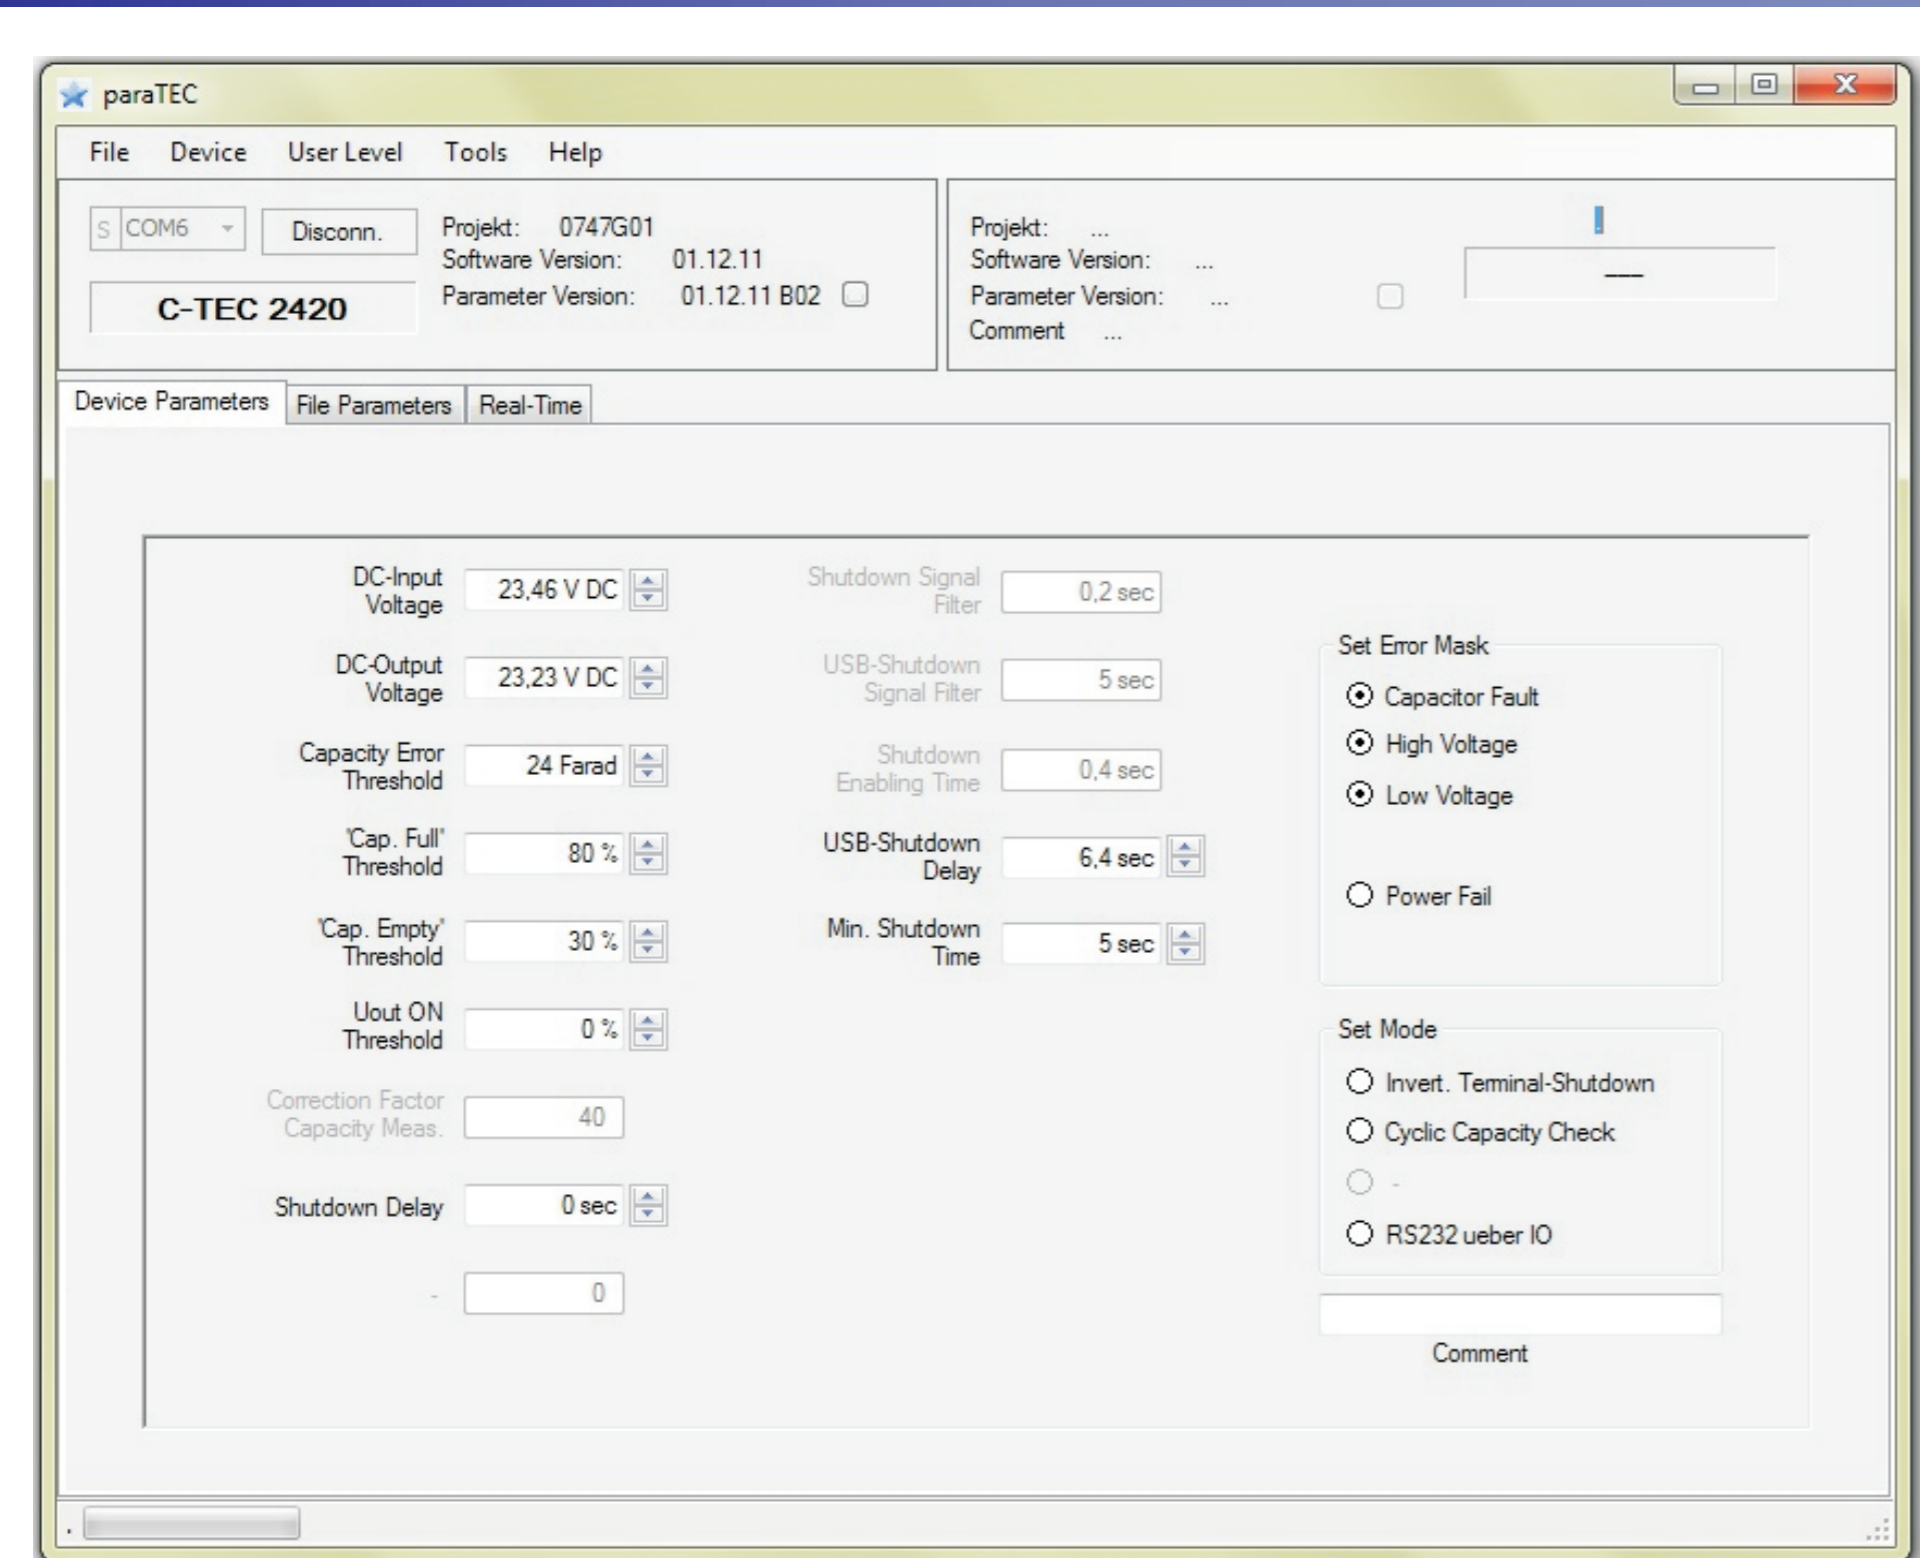 paraTEC
File Device User Level Tools Help
S COM6 Disconn.
C-TEC 2420
Projekt: 0747G01
Software Version: 01.12.11
Parameter Version: 01.12.11 B02
Projekt: ...
Software Version: ...
Parameter Version: ...
Comment ...
---
Device Parameters File Parameters Real-Time
DC-Input
Voltage
23,46 V DC
DC-Output
Voltage
23,23 V DC
Capacity Error
Threshold
24 Farad
'Cap. Full'
Threshold
80 %
'Cap. Empty'
Threshold
30 %
Uout ON
Threshold
0 %
Correction Factor
Capacity Meas.
40
Shutdown Delay
0 sec
-
0
Shutdown Signal
Filter
0,2 sec
USB-Shutdown
Signal Filter
5 sec
Shutdown
Enabling Time
0,4 sec
USB-Shutdown
Delay
6,4 sec
Min. Shutdown
Time
5 sec
Set Error Mask
Capacitor Fault
High Voltage
Low Voltage
Power Fail
Set Mode
Invert. Terminal-Shutdown
Cyclic Capacity Check
-
RS232 ueber IO
Comment
.